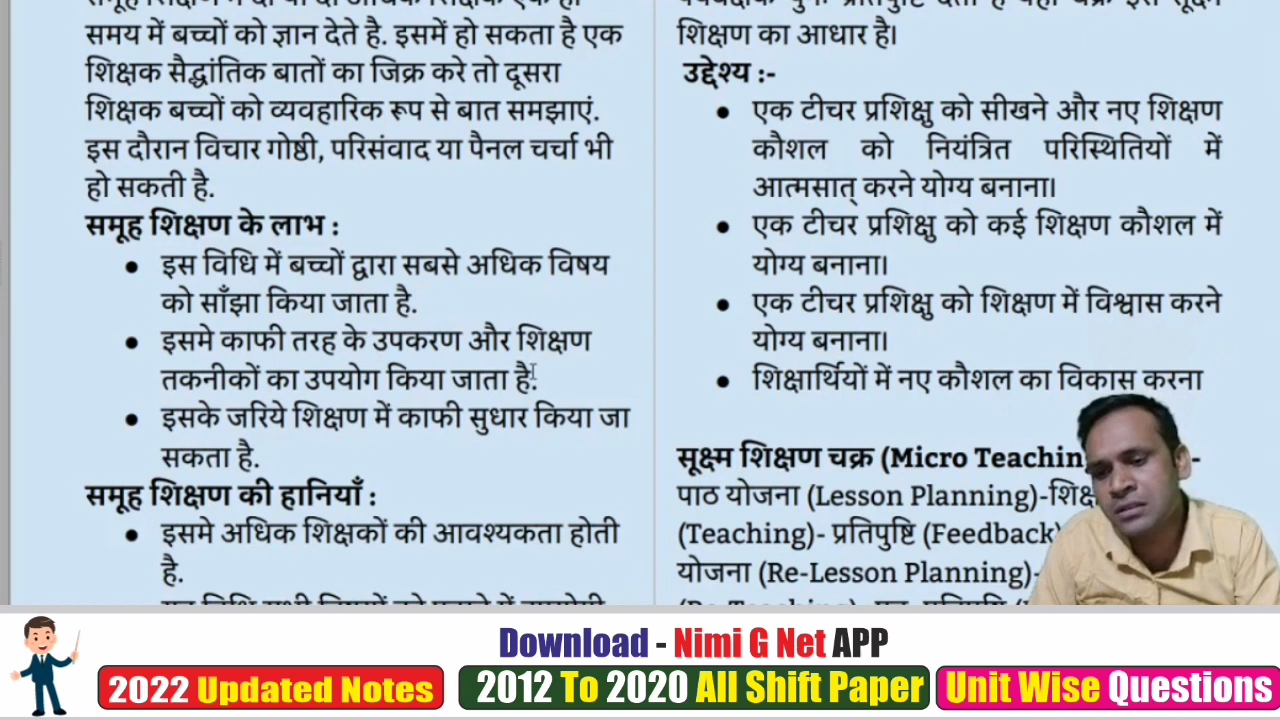 समय में बच्चों को ज्ञान देते है. इसमें हो सकता है एक
शिक्षक सैद्धांतिक बातों का जिक्र करे तो दूसरा
शिक्षक बच्चों को व्यवहारिक रूप से बात समझाएं.
इस दौरान विचार गोष्ठी, परिसंवाद या पैनल चर्चा भी
हो सकती है.
समूह शिक्षण के लाभ :
● इस विधि में बच्चों द्वारा सबसे अधिक विषय
को साँझा किया जाता है.
● इसमे काफी तरह के उपकरण और शिक्षण
तकनीकों का उपयोग किया जाता है.
● इसके जरिये शिक्षण में काफी सुधार किया जा
सकता है.
समूह शिक्षण की हानियाँ :
● इसमे अधिक शिक्षकों की आवश्यकता होती
है.
शिक्षण का आधार है।
उद्देश्य :-
● एक टीचर प्रशिक्षु को सीखने और नए शिक्षण
कौशल को नियंत्रित परिस्थितियों में
आत्मसात् करने योग्य बनाना।
● एक टीचर प्रशिक्षु को कई शिक्षण कौशल में
योग्य बनाना।
● एक टीचर प्रशिक्षु को शिक्षण में विश्वास करने
योग्य बनाना।
● शिक्षार्थियों में नए कौशल का विकास करना
सूक्ष्म शिक्षण चक्र (Micro -
पाठ योजना (Lesson Planning)-
(Teaching)- प्रतिपुष्टि (Feedback)
योजना (Re-Lesson Planning)-
Download - Nimi G Net APP
2022 Updated Notes
2012 To 2020 All Shift Paper
Unit Wise Questions